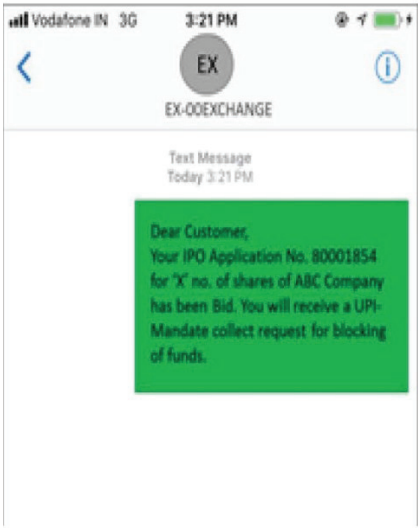 Vodafone IN 3G 3:21 PM
EX
EX-00EXCHANGE
Text Message
Today 3:21 PM
Dear Customer,
Your IPO Application No. 80001854
for "X" no. of shares of ABC Company
has been Bid. You will receive a UPI-
Mandate collect request for blocking
of funds.